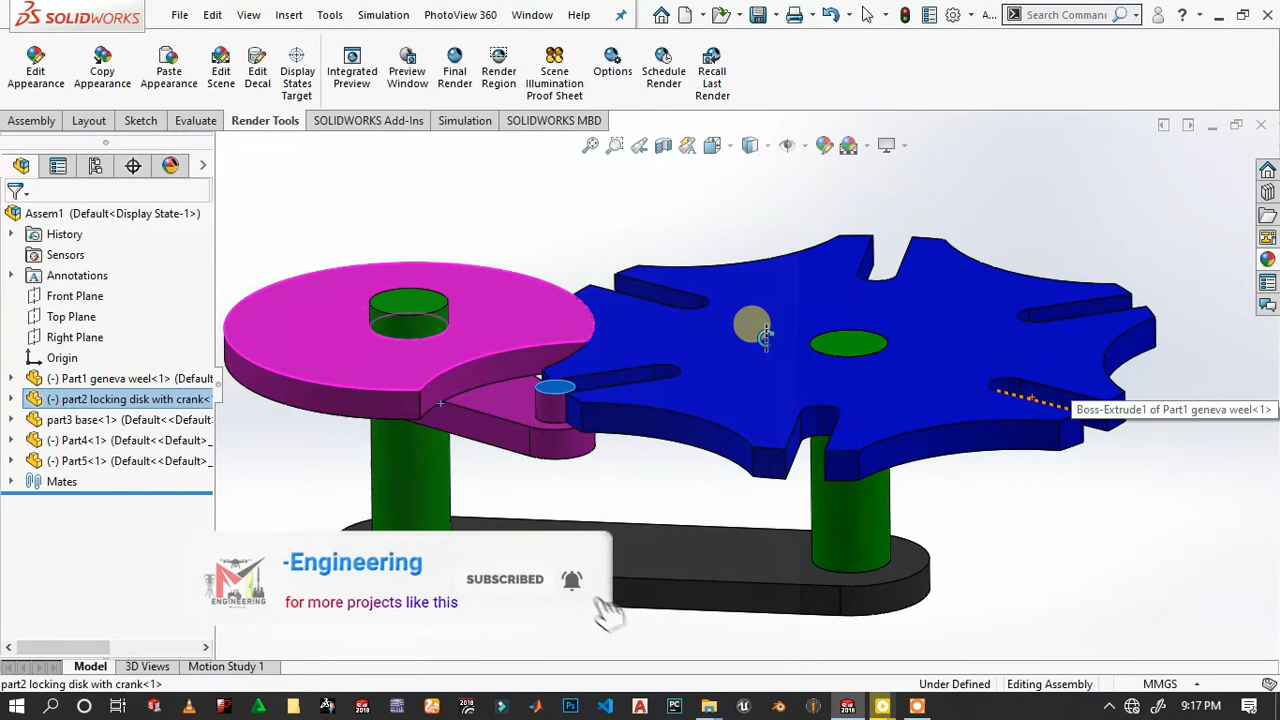 SOLIDWORKS
File Edit View Insert Tools Simulation PhotoView 360 Window Help
A... Search Commands
Edit Appearance
Copy Appearance
Paste Appearance
Edit Scene
Edit Decal
Display States Target
Integrated Preview
Preview Window
Final Render
Render Region
Scene Illumination Proof Sheet
Options
Schedule Render
Recall Last Render
Assembly Layout Sketch Evaluate Render Tools SOLIDWORKS Add-Ins Simulation SOLIDWORKS MBD
Assem1 (Default<Display State-1>)
History
Sensors
Annotations
Front Plane
Top Plane
Right Plane
Origin
(-) Part1 geneva weel<1> (Default
(-) part2 locking disk with crank<
part3 base<1> (Default<<Default>_
(-) Part4<1> (Default<<Default>_
(-) Part5<1> (Default<<Default>_
Mates
Boss-Extrude1 of Part1 geneva weel<1>
ENGINEERING
-Engineering
for more projects like this
SUBSCRIBED
Model 3D Views Motion Study 1
part2 locking disk with crank<1>
Under Defined Editing Assembly MMGS
9:17 PM